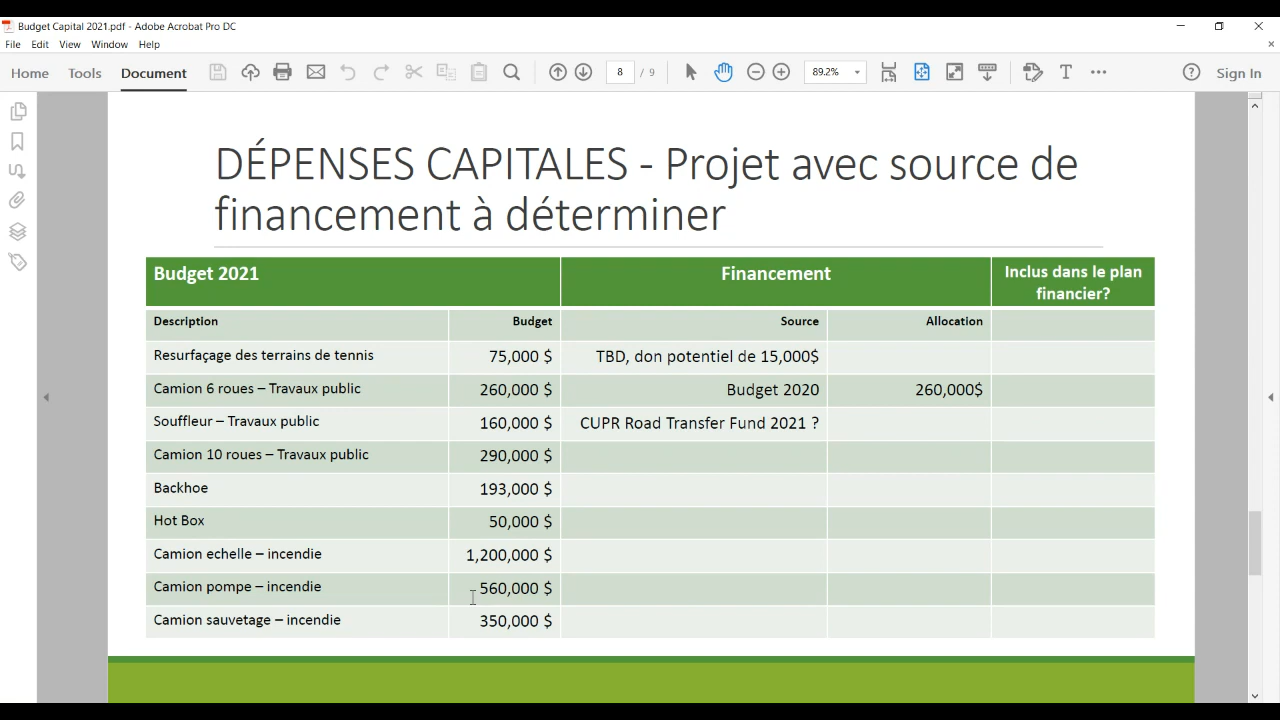 Budget Capital 2021.pdf - Adobe Acrobat Pro DC
File Edit View Window Help
Home Tools Document 8 / 9 89.2% Sign In
DÉPENSES CAPITALES - Projet avec source de
financement à déterminer
Budget 2021 Financement Inclus dans le plan
financier?
Description Budget Source Allocation
Resurfaçage des terrains de tennis 75,000 $ TBD, don potentiel de 15,000$
Camion 6 roues – Travaux public 260,000 $ Budget 2020 260,000$
Souffleur – Travaux public 160,000 $ CUPR Road Transfer Fund 2021 ?
Camion 10 roues – Travaux public 290,000 $
Backhoe 193,000 $
Hot Box 50,000 $
Camion echelle – incendie 1,200,000 $
Camion pompe – incendie 560,000 $
Camion sauvetage – incendie 350,000 $